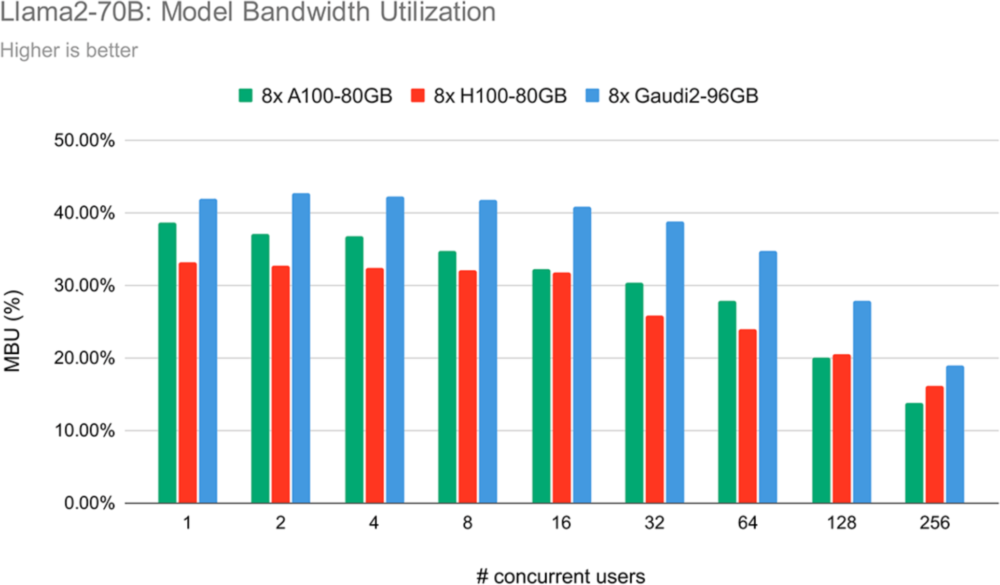 Llama2-70B: Model Bandwidth Utilization
Higher is better
8x A100-80GB 8x H100-80GB 8x Gaudi2-96GB
50.00%
40.00%
30.00%
20.00%
10.00%
0.00%
MBU (%)
1 2 4 8 16 32 64 128 256
# concurrent users